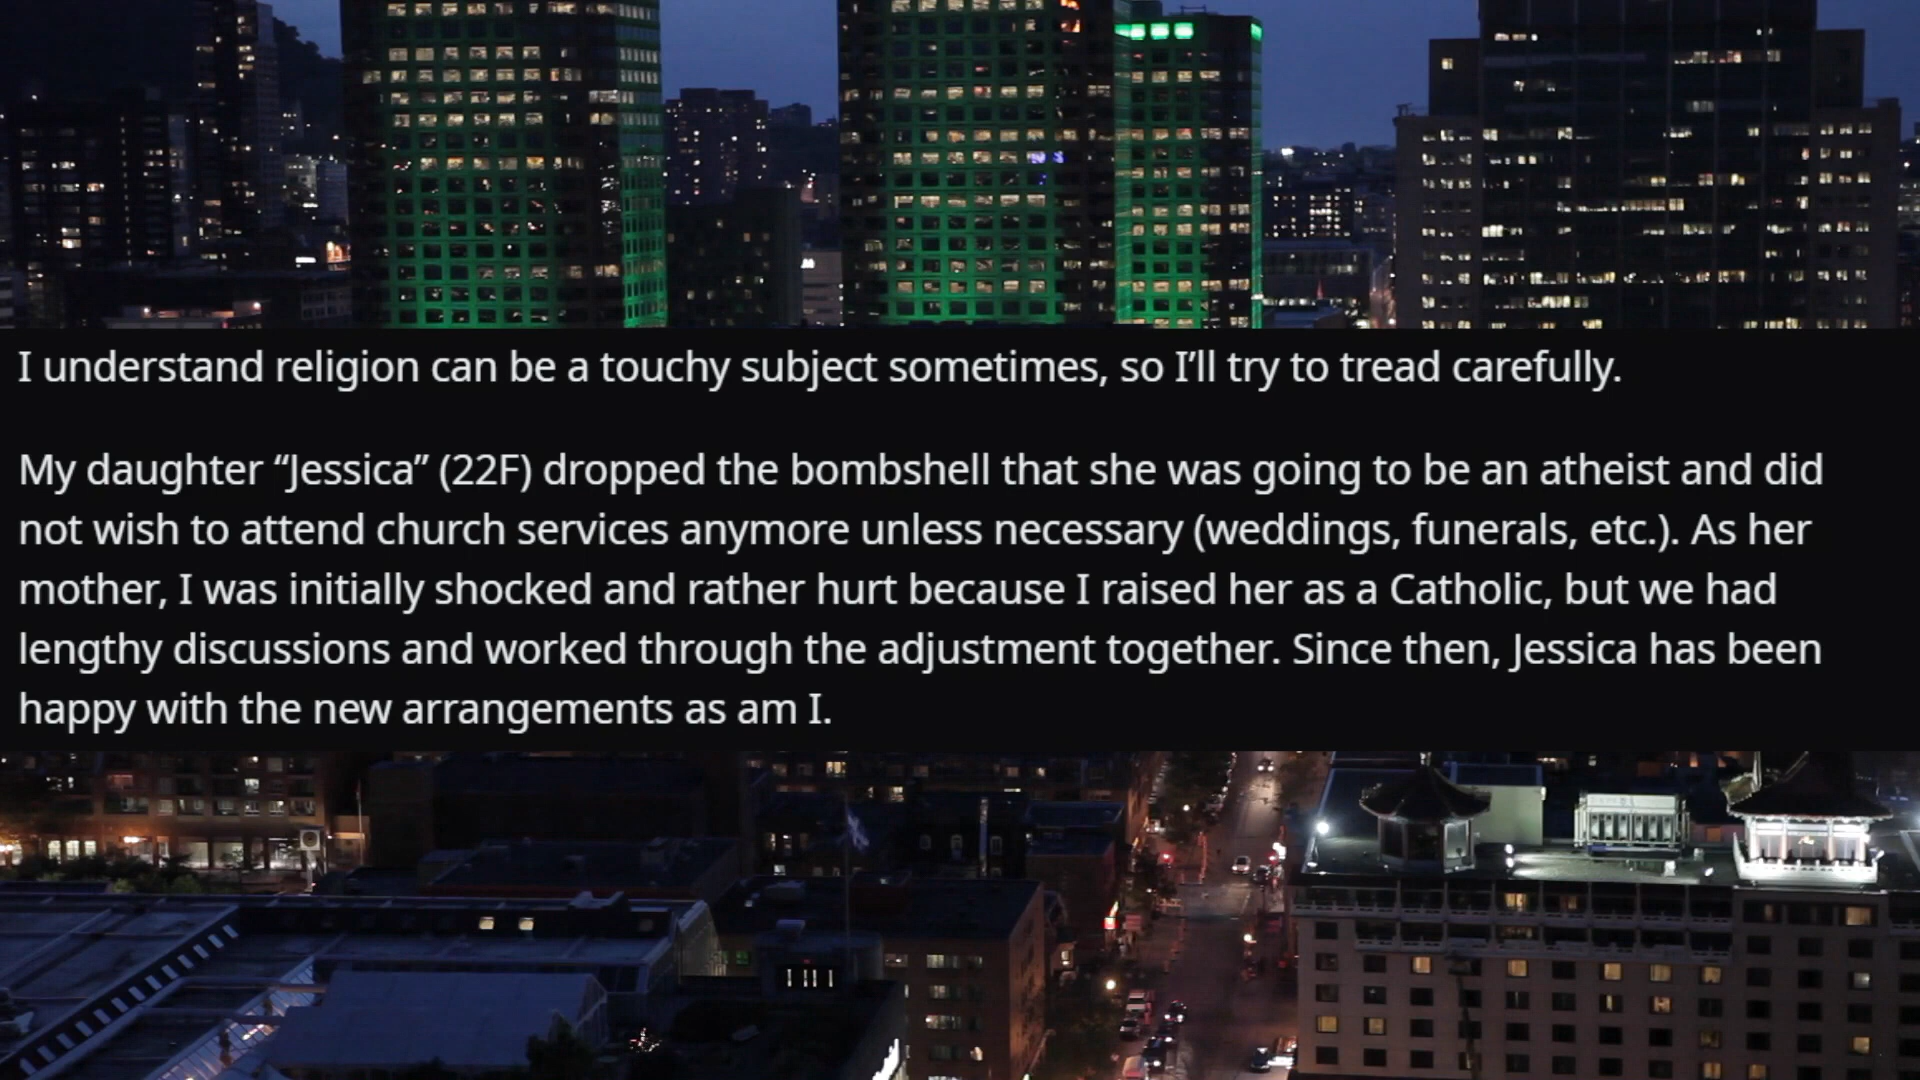 I understand religion can be a touchy subject sometimes, so I’ll try to tread carefully.
My daughter “Jessica” (22F) dropped the bombshell that she was going to be an atheist and did
not wish to attend church services anymore unless necessary (weddings, funerals, etc.). As her
mother, I was initially shocked and rather hurt because I raised her as a Catholic, but we had
lengthy discussions and worked through the adjustment together. Since then, Jessica has been
happy with the new arrangements as am I.